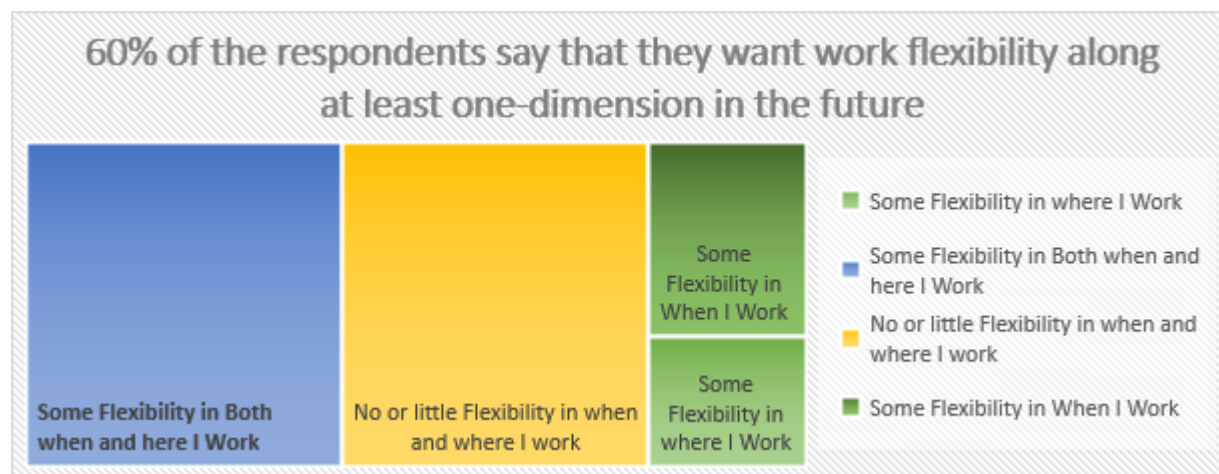 60% of the respondents say that they want work flexibility along
at least one-dimension in the future
Some Flexibility in Both
when and here I Work
No or little Flexibility in when
and where I work
Some
Flexibility in
When I Work
Some
Flexibility in
where I Work
Some Flexibility in where I Work
Some Flexibility in Both when and
here I Work
No or little Flexibility in when and
where I work
Some Flexibility in When I Work